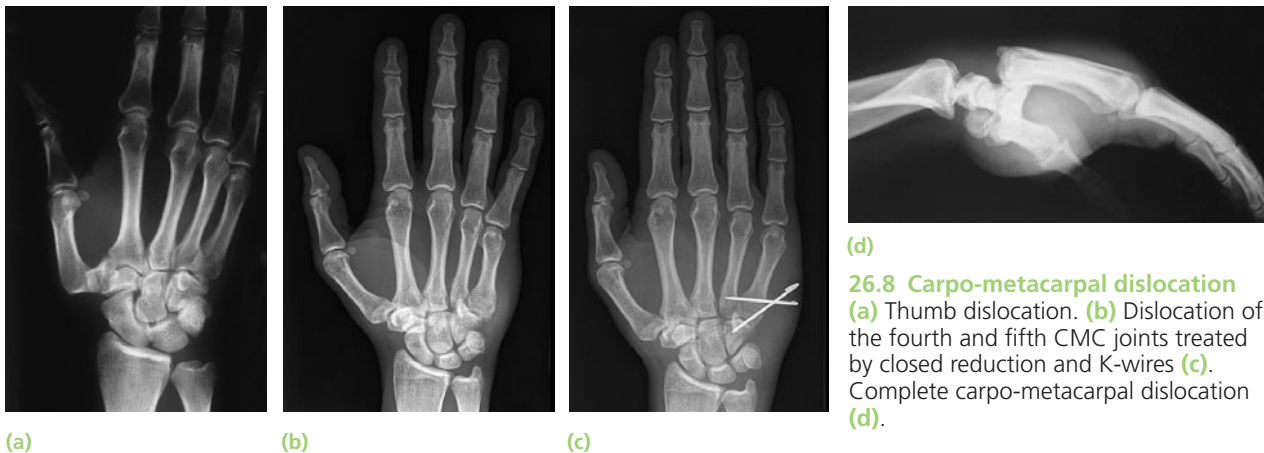 (a)
(b)
(c)
(d)
26.8 Carpo-metacarpal dislocation
(a) Thumb dislocation. (b) Dislocation of
the fourth and fifth CMC joints treated
by closed reduction and K-wires (c).
Complete carpo-metacarpal dislocation
(d).